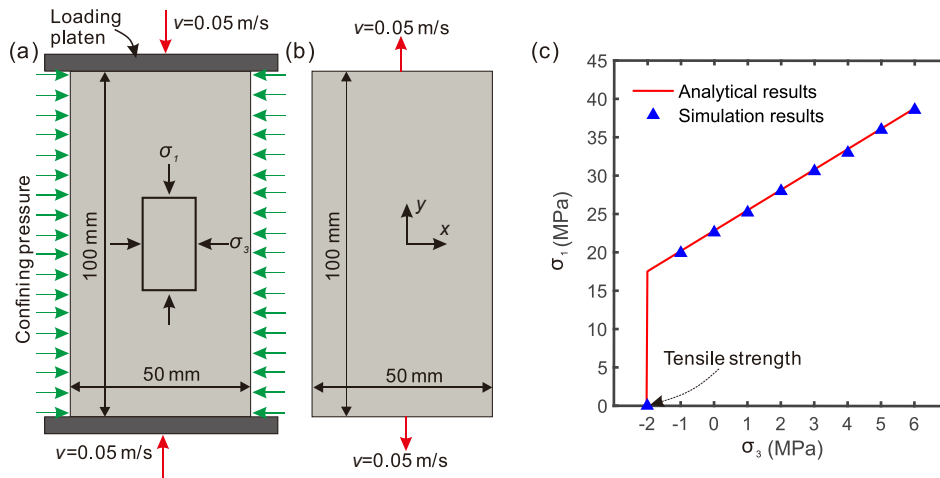 (a)
Loading
platen
v=0.05 m/s
Confining pressure
100 mm
σ1
σ3
50 mm
v=0.05 m/s
(b)
v=0.05 m/s
100 mm
y
x
50 mm
v=0.05 m/s
(c)
45
40
35
30
25
20
15
10
5
0
σ1 (MPa)
Analytical results
Simulation results
Tensile strength
-2 -1 0 1 2 3 4 5 6
σ3 (MPa)